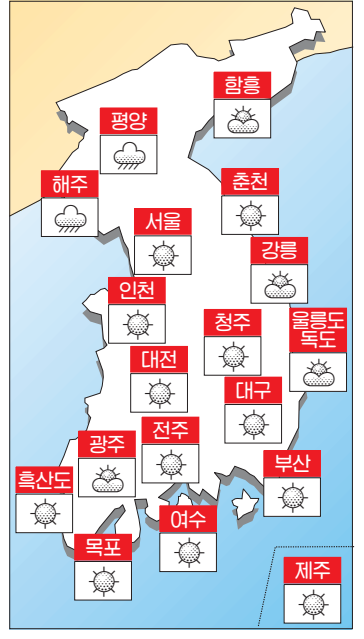 함흥
평양
해주
춘천
서울
강릉
인천
청주
울릉도
독도
대전
대구
전주
광주
부산
흑산도
여수
목포
제주